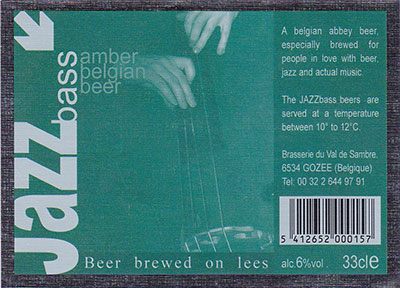 Jazz
bass
amber
belgian
beer
A belgian abbey beer,
especially brewed for
people in love with beer,
jazz and actual music.
The JAZZbass beers are
served at a temperature
between 10° to 12°C.
Brasserie du Val de Sambre,
6534 GOZEE (Belgique)
Tel: 00 32 2 644 97 91
5 412652 000157
Beer brewed on lees
alc.6%vol
33cle